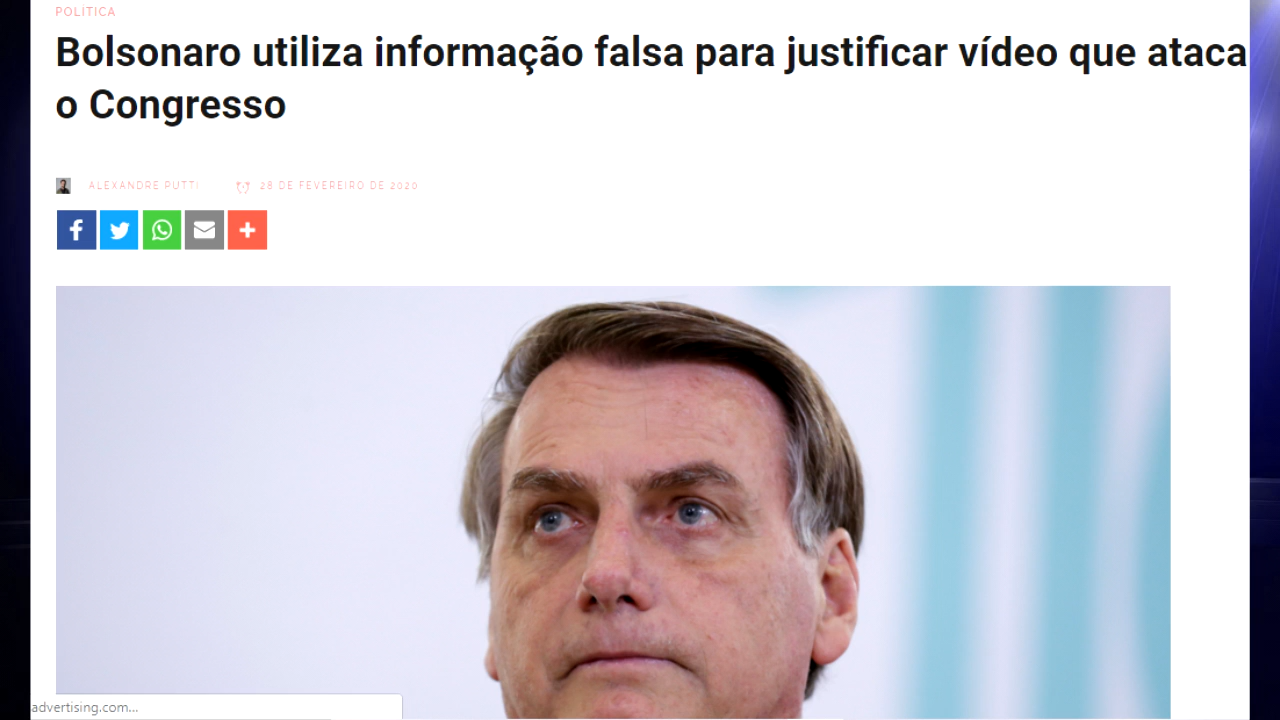 POLITICA
Bolsonaro utiliza informação falsa para justificar vídeo que ataca
o Congresso
ALEXANDRE PUTTI 28 DE FEVEREIRO DE 2020
advertising.com...